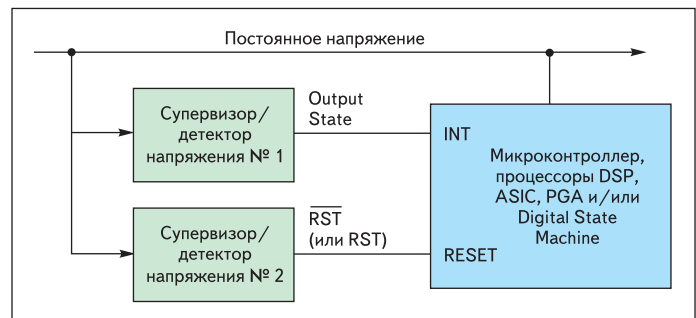 Постоянное напряжение
Супервизор/
детектор
напряжения № 1
Output
State
INT
Микроконтроллер,
процессоры DSP,
ASIC, PGA и/или
Digital State
Machine
Супервизор/
детектор
напряжения № 2
RST
(или RST)
RESET